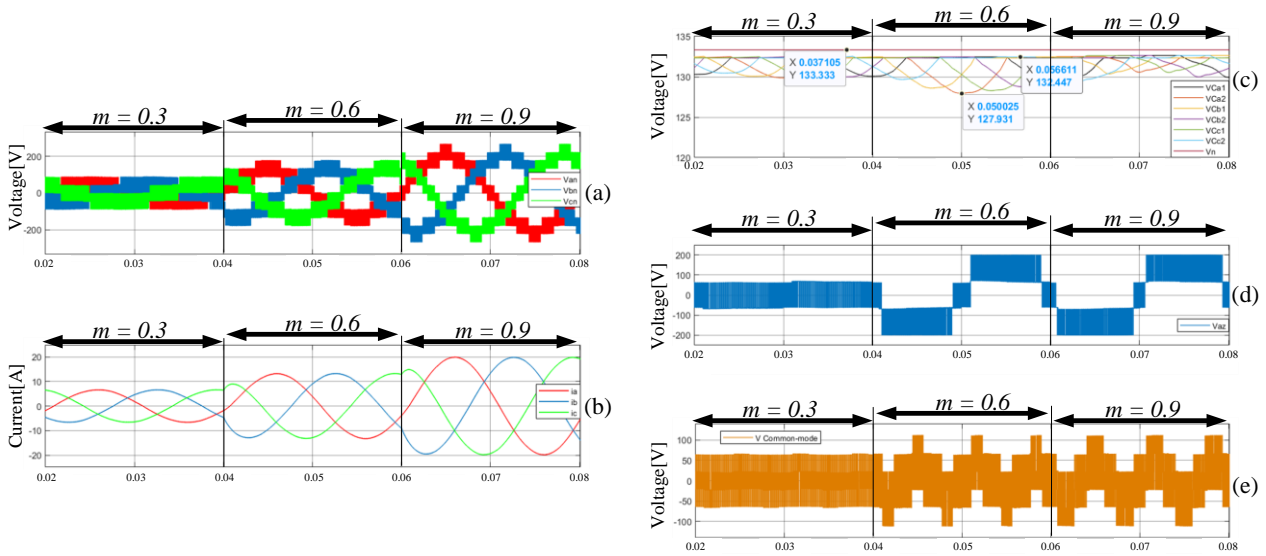 m = 0.3
m = 0.6
m = 0.9
Voltage[V]
200
0
-200
Van
Vbn
Vcn
(a)
0.02
0.03
0.04
0.05
0.06
0.07
0.08
m = 0.3
m = 0.6
m = 0.9
Current[A]
20
10
0
-10
-20
ia
ib
ic
(b)
0.02
0.03
0.04
0.05
0.06
0.07
0.08
m = 0.3
m = 0.6
m = 0.9
Voltage[V]
135
130
125
120
X 0.037105
Y 133.333
X 0.050025
Y 127.931
X 0.056611
Y 132.447
VCa1
VCa2
VCb1
VCb2
VCc1
VCc2
Vn
(c)
0.02
0.03
0.04
0.05
0.06
0.07
0.08
m = 0.3
m = 0.6
m = 0.9
Voltage[V]
200
100
0
-100
-200
Vaz
(d)
0.02
0.03
0.04
0.05
0.06
0.07
0.08
m = 0.3
m = 0.6
m = 0.9
Voltage[V]
100
50
0
-50
-100
V Common-mode
(e)
0.02
0.03
0.04
0.05
0.06
0.07
0.08